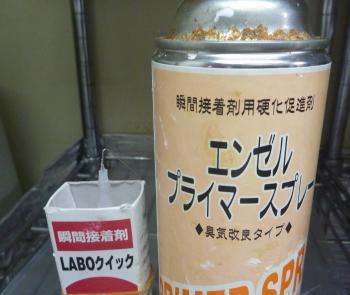 瞬間接着剤用硬化促進剤
エンゼル
プライマースプレー
◆臭気改良タイプ◆
PRIMER SPR
瞬間接着剤
LABOクイック